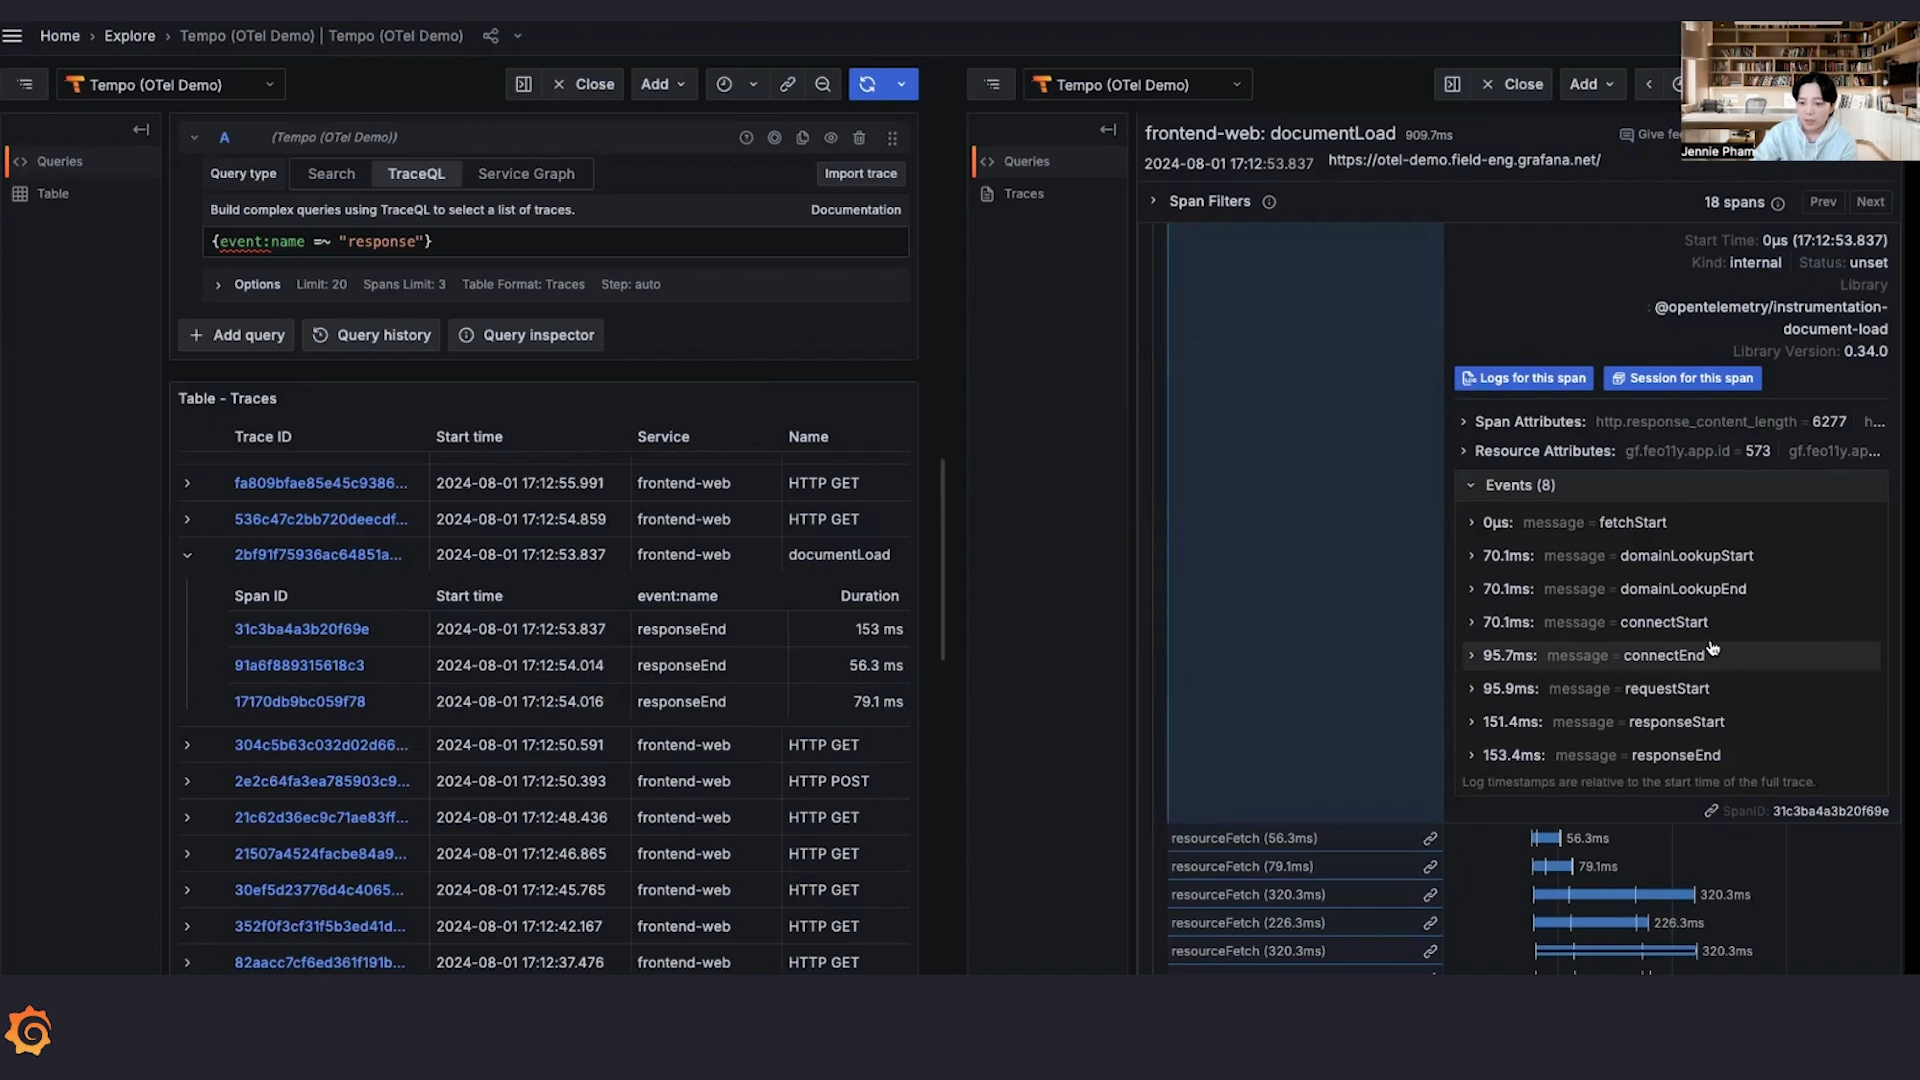 Home › Explore › Tempo (OTel Demo) | Tempo (OTel Demo)
Tempo (OTel Demo)
Close
Add
Queries
Table
A (Tempo (OTel Demo))
Query type Search TraceQL Service Graph Import trace
Build complex queries using TraceQL to select a list of traces. Documentation
{event:name =~ "response"}
Options Limit: 20 Spans Limit: 3 Table Format: Traces Step: auto
+ Add query Query history Query inspector
Table - Traces
Trace ID Start time Service Name
fa809bfae85e45c9386... 2024-08-01 17:12:55.991 frontend-web HTTP GET
536c47c2bb720deecdf... 2024-08-01 17:12:54.859 frontend-web HTTP GET
2bf91f75936ac64851a... 2024-08-01 17:12:53.837 frontend-web documentLoad
Span ID Start time event:name Duration
31c3ba4a3b20f69e 2024-08-01 17:12:53.837 responseEnd 153 ms
91a6f889315618c3 2024-08-01 17:12:54.014 responseEnd 56.3 ms
17170db9bc059f78 2024-08-01 17:12:54.016 responseEnd 79.1 ms
304c5b63c032d02d66... 2024-08-01 17:12:50.591 frontend-web HTTP GET
2e2c64fa3ea785903c9... 2024-08-01 17:12:50.393 frontend-web HTTP POST
21c62d36ec9c71ae83ff... 2024-08-01 17:12:48.436 frontend-web HTTP GET
21507a4524facbe84a9... 2024-08-01 17:12:46.865 frontend-web HTTP GET
30ef5d23776d4c4065... 2024-08-01 17:12:45.765 frontend-web HTTP GET
352f0f3cf31f5b3ed41d... 2024-08-01 17:12:42.167 frontend-web HTTP GET
82aacc7cf6ed361f191b... 2024-08-01 17:12:37.476 frontend-web HTTP GET
Tempo (OTel Demo)
Close
Add
Jennie Pham
Queries
Traces
frontend-web: documentLoad 909.7ms
Give fe
2024-08-01 17:12:53.837 https://otel-demo.field-eng.grafana.net/
Span Filters 18 spans Prev Next
Start Time: 0μs (17:12:53.837)
Kind: internal Status: unset
Library
: @opentelemetry/instrumentation-
document-load
Library Version: 0.34.0
Logs for this span Session for this span
Span Attributes: http.response_content_length = 6277 h...
Resource Attributes: gf.feo11y.app.id = 573 gf.feo11y.ap...
Events (8)
0μs: message = fetchStart
70.1ms: message = domainLookupStart
70.1ms: message = domainLookupEnd
70.1ms: message = connectStart
95.7ms: message = connectEnd
95.9ms: message = requestStart
151.4ms: message = responseStart
153.4ms: message = responseEnd
Log timestamps are relative to the start time of the full trace.
SpanID: 31c3ba4a3b20f69e
resourceFetch (56.3ms) 56.3ms
resourceFetch (79.1ms) 79.1ms
resourceFetch (320.3ms) 320.3ms
resourceFetch (226.3ms) 226.3ms
resourceFetch (320.3ms) 320.3ms